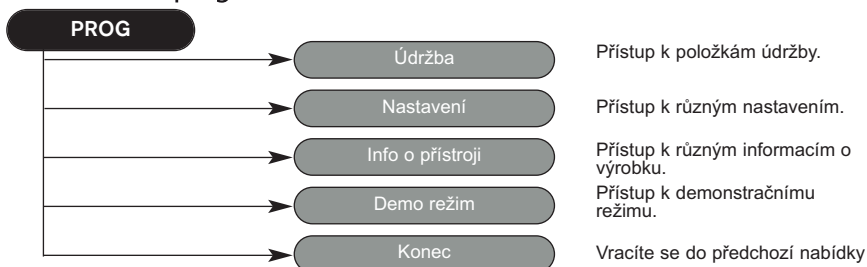 PROG
Údržba
Přístup k položkám údržby.
Nastavení
Přístup k různým nastavením.
Info o přístroji
Přístup k různým informacím o
výrobku.
Demo režim
Přístup k demonstračnímu
režimu.
Konec
Vracíte se do předchozí nabídky